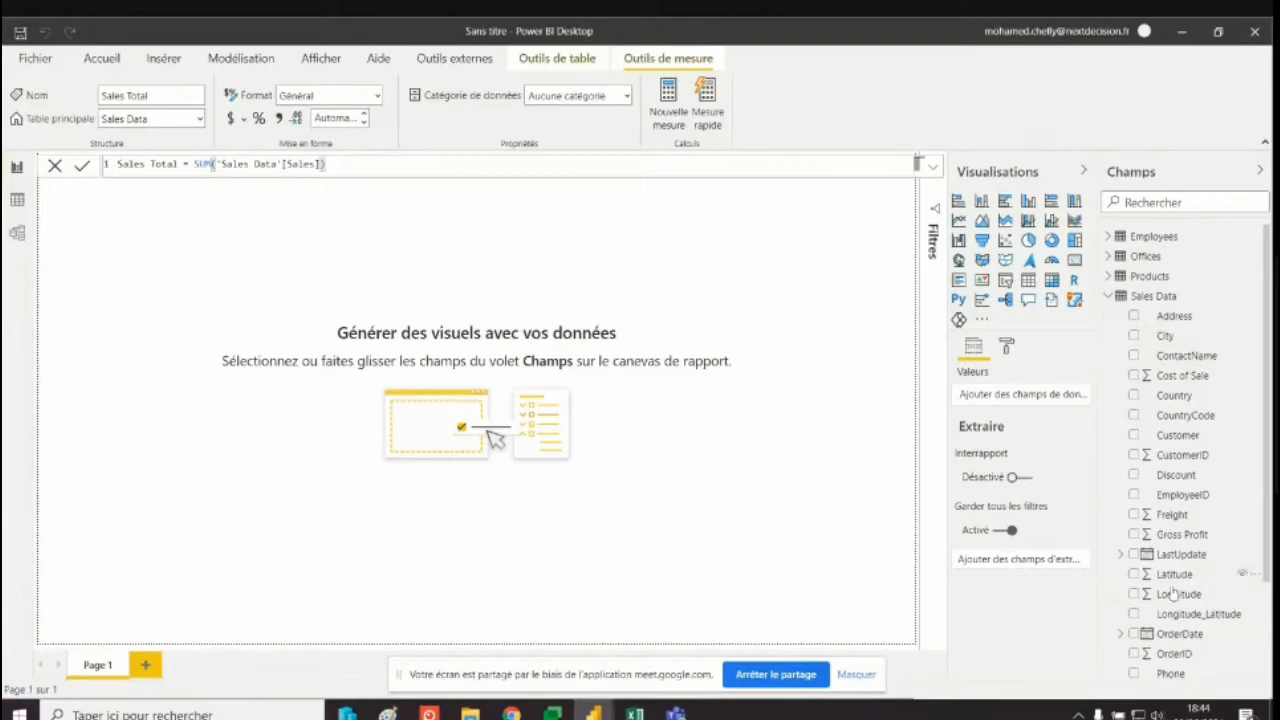 Sans titre - Power BI Desktop
mohamed.chelly@nextdecision.fr
Fichier Accueil Insérer Modélisation Afficher Aide Outils externes Outils de table Outils de mesure
Nom Sales Total
Format Général
Catégorie de données Aucune catégorie
Table principale Sales Data
$ % Automa...
Nouvelle mesure
Mesure rapide
Structure
Mise en forme
Propriétés
Calculs
1 Sales Total = SUM('Sales Data'[Sales])
Générer des visuels avec vos données
Sélectionnez ou faites glisser les champs du volet Champs sur le canevas de rapport.
Filtres
Visualisations
R
Py
Valeurs
Ajouter des champs de don...
Extraire
Interrapport
Désactivé
Garder tous les filtres
Activé
Ajouter des champs d'extr...
Champs
Rechercher
Employees
Offices
Products
Sales Data
Address
City
ContactName
Cost of Sale
Country
CountryCode
Customer
CustomerID
Discount
EmployeeID
Freight
Gross Profit
LastUpdate
Latitude
Longitude_Latitude
OrderDate
OrderID
Phone
Page 1
Votre écran est partagé par le biais de l'application meet.google.com.
Arrêter le partage
Masquer
Page 1 sur 1
Taper ici pour rechercher
18:44